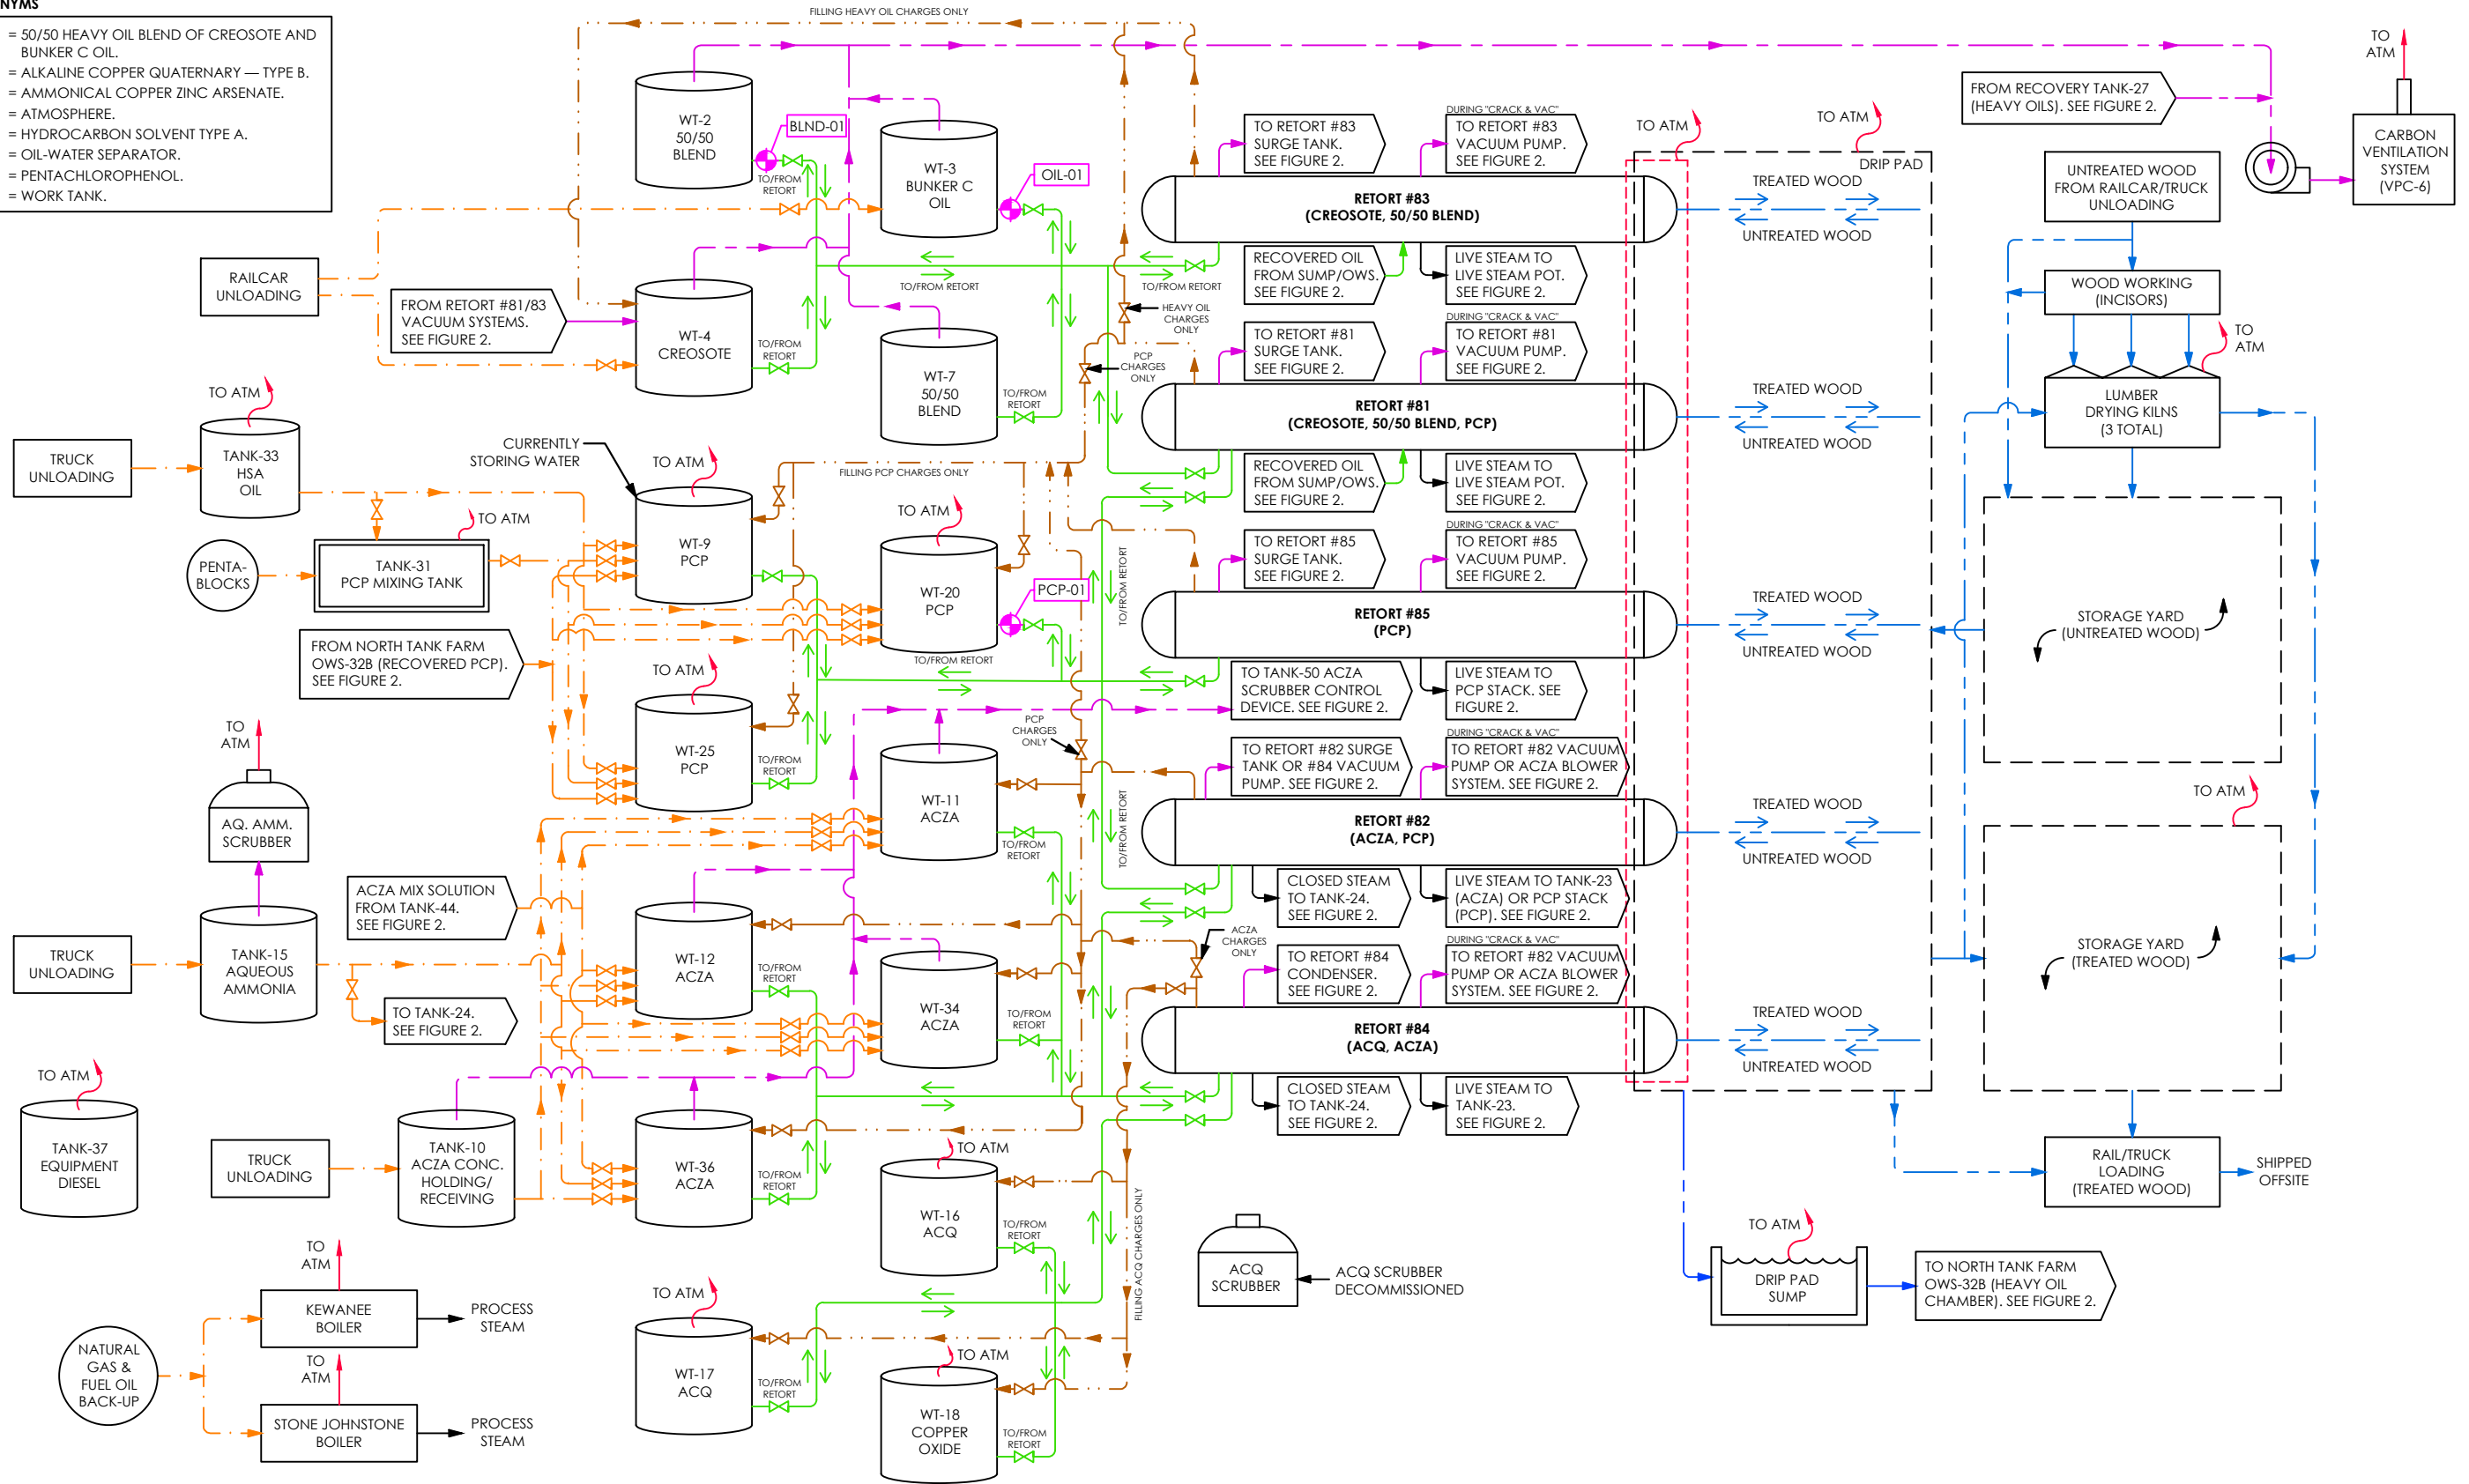 NYMS
= 50/50 HEAVY OIL BLEND OF CREOSOTE AND
BUNKER C OIL.
= ALKALINE COPPER QUATERNARY — TYPE B.
= AMMONICAL COPPER ZINC ARSENATE.
= ATMOSPHERE.
= HYDROCARBON SOLVENT TYPE A.
= OIL-WATER SEPARATOR.
= PENTACHLOROPHENOL.
= WORK TANK.
FILLING HEAVY OIL CHARGES ONLY
WT-2
50/50
BLEND
BLND-01
TO/FROM
RETORT
WT-3
BUNKER C
OIL
OIL-01
RAILCAR
UNLOADING
FROM RETORT #81/83
VACUUM SYSTEMS.
SEE FIGURE 2.
WT-4
CREOSOTE
TO/FROM
RETORT
TO/FROM RETORT
WT-7
50/50
BLEND
TO/FROM
RETORT
HEAVY OIL
CHARGES
ONLY
PCP
CHARGES
ONLY
TO/FROM RETORT
TO RETORT #83
SURGE TANK.
SEE FIGURE 2.
DURING "CRACK & VAC"
TO RETORT #83
VACUUM PUMP.
SEE FIGURE 2.
RETORT #83
(CREOSOTE, 50/50 BLEND)
RECOVERED OIL
FROM SUMP/OWS.
SEE FIGURE 2.
LIVE STEAM TO
LIVE STEAM POT.
SEE FIGURE 2.
TO RETORT #81
SURGE TANK.
SEE FIGURE 2.
DURING "CRACK & VAC"
TO RETORT #81
VACUUM PUMP.
SEE FIGURE 2.
RETORT #81
(CREOSOTE, 50/50 BLEND, PCP)
RECOVERED OIL
FROM SUMP/OWS.
SEE FIGURE 2.
LIVE STEAM TO
LIVE STEAM POT.
SEE FIGURE 2.
TO ATM
TO ATM
DRIP PAD
TREATED WOOD
UNTREATED WOOD
TREATED WOOD
UNTREATED WOOD
FROM RECOVERY TANK-27
(HEAVY OILS). SEE FIGURE 2.
TO
ATM
CARBON
VENTILATION
SYSTEM
(VPC-6)
UNTREATED WOOD
FROM RAILCAR/TRUCK
UNLOADING
WOOD WORKING
(INCISORS)
TO
ATM
LUMBER
DRYING KILNS
(3 TOTAL)
TO ATM
TRUCK
UNLOADING
TANK-33
HSA
OIL
CURRENTLY
STORING WATER
TO ATM
WT-9
PCP
FILLING PCP CHARGES ONLY
TO ATM
WT-20
PCP
PCP-01
PENTA-
BLOCKS
TO ATM
TANK-31
PCP MIXING TANK
FROM NORTH TANK FARM
OWS-32B (RECOVERED PCP).
SEE FIGURE 2.
TO ATM
WT-25
PCP
TO/FROM
RETORT
TO/FROM RETORT
TO/FROM RETORT
TO RETORT #85
SURGE TANK.
SEE FIGURE 2.
DURING "CRACK & VAC"
TO RETORT #85
VACUUM PUMP.
SEE FIGURE 2.
RETORT #85
(PCP)
TO TANK-50 ACZA
SCRUBBER CONTROL
DEVICE. SEE FIGURE 2.
LIVE STEAM TO
PCP STACK. SEE
FIGURE 2.
TREATED WOOD
UNTREATED WOOD
STORAGE YARD
(UNTREATED WOOD)
TO
ATM
AQ. AMM.
SCRUBBER
TRUCK
UNLOADING
TANK-15
AQUEOUS
AMMONIA
ACZA MIX SOLUTION
FROM TANK-44.
SEE FIGURE 2.
TO TANK-24.
SEE FIGURE 2.
PCP
CHARGES
ONLY
WT-11
ACZA
TO/FROM
RETORT
TO/FROM RETORT
WT-12
ACZA
TO/FROM
RETORT
WT-34
ACZA
TO/FROM
RETORT
TO RETORT #82 SURGE
TANK OR #84 VACUUM
PUMP. SEE FIGURE 2.
DURING "CRACK & VAC"
TO RETORT #82 VACUUM
PUMP OR ACZA BLOWER
SYSTEM. SEE FIGURE 2.
RETORT #82
(ACZA, PCP)
CLOSED STEAM
TO TANK-24.
SEE FIGURE 2.
LIVE STEAM TO TANK-23
(ACZA) OR PCP STACK
(PCP). SEE FIGURE 2.
ACZA
CHARGES
ONLY
TO RETORT #84
CONDENSER.
SEE FIGURE 2.
DURING "CRACK & VAC"
TO RETORT #82 VACUUM
PUMP OR ACZA BLOWER
SYSTEM. SEE FIGURE 2.
RETORT #84
(ACQ, ACZA)
CLOSED STEAM
TO TANK-24.
SEE FIGURE 2.
LIVE STEAM TO
TANK-23.
SEE FIGURE 2.
TREATED WOOD
UNTREATED WOOD
TREATED WOOD
UNTREATED WOOD
TO ATM
STORAGE YARD
(TREATED WOOD)
TO ATM
TANK-37
EQUIPMENT
DIESEL
TRUCK
UNLOADING
TANK-10
ACZA CONC.
HOLDING/
RECEIVING
WT-36
ACZA
TO/FROM
RETORT
TO ATM
WT-16
ACQ
TO/FROM
RETORT
FILLING ACQ CHARGES ONLY
TO ATM
WT-17
ACQ
TO/FROM
RETORT
TO ATM
WT-18
COPPER
OXIDE
TO/FROM
RETORT
ACQ
SCRUBBER
ACQ SCRUBBER
DECOMMISSIONED
RAIL/TRUCK
LOADING
(TREATED WOOD)
SHIPPED
OFFSITE
TO ATM
DRIP PAD
SUMP
TO NORTH TANK FARM
OWS-32B (HEAVY OIL
CHAMBER). SEE FIGURE 2.
NATURAL
GAS &
FUEL OIL
BACK-UP
TO
ATM
KEWANEE
BOILER
PROCESS
STEAM
TO
ATM
STONE JOHNSTONE
BOILER
PROCESS
STEAM